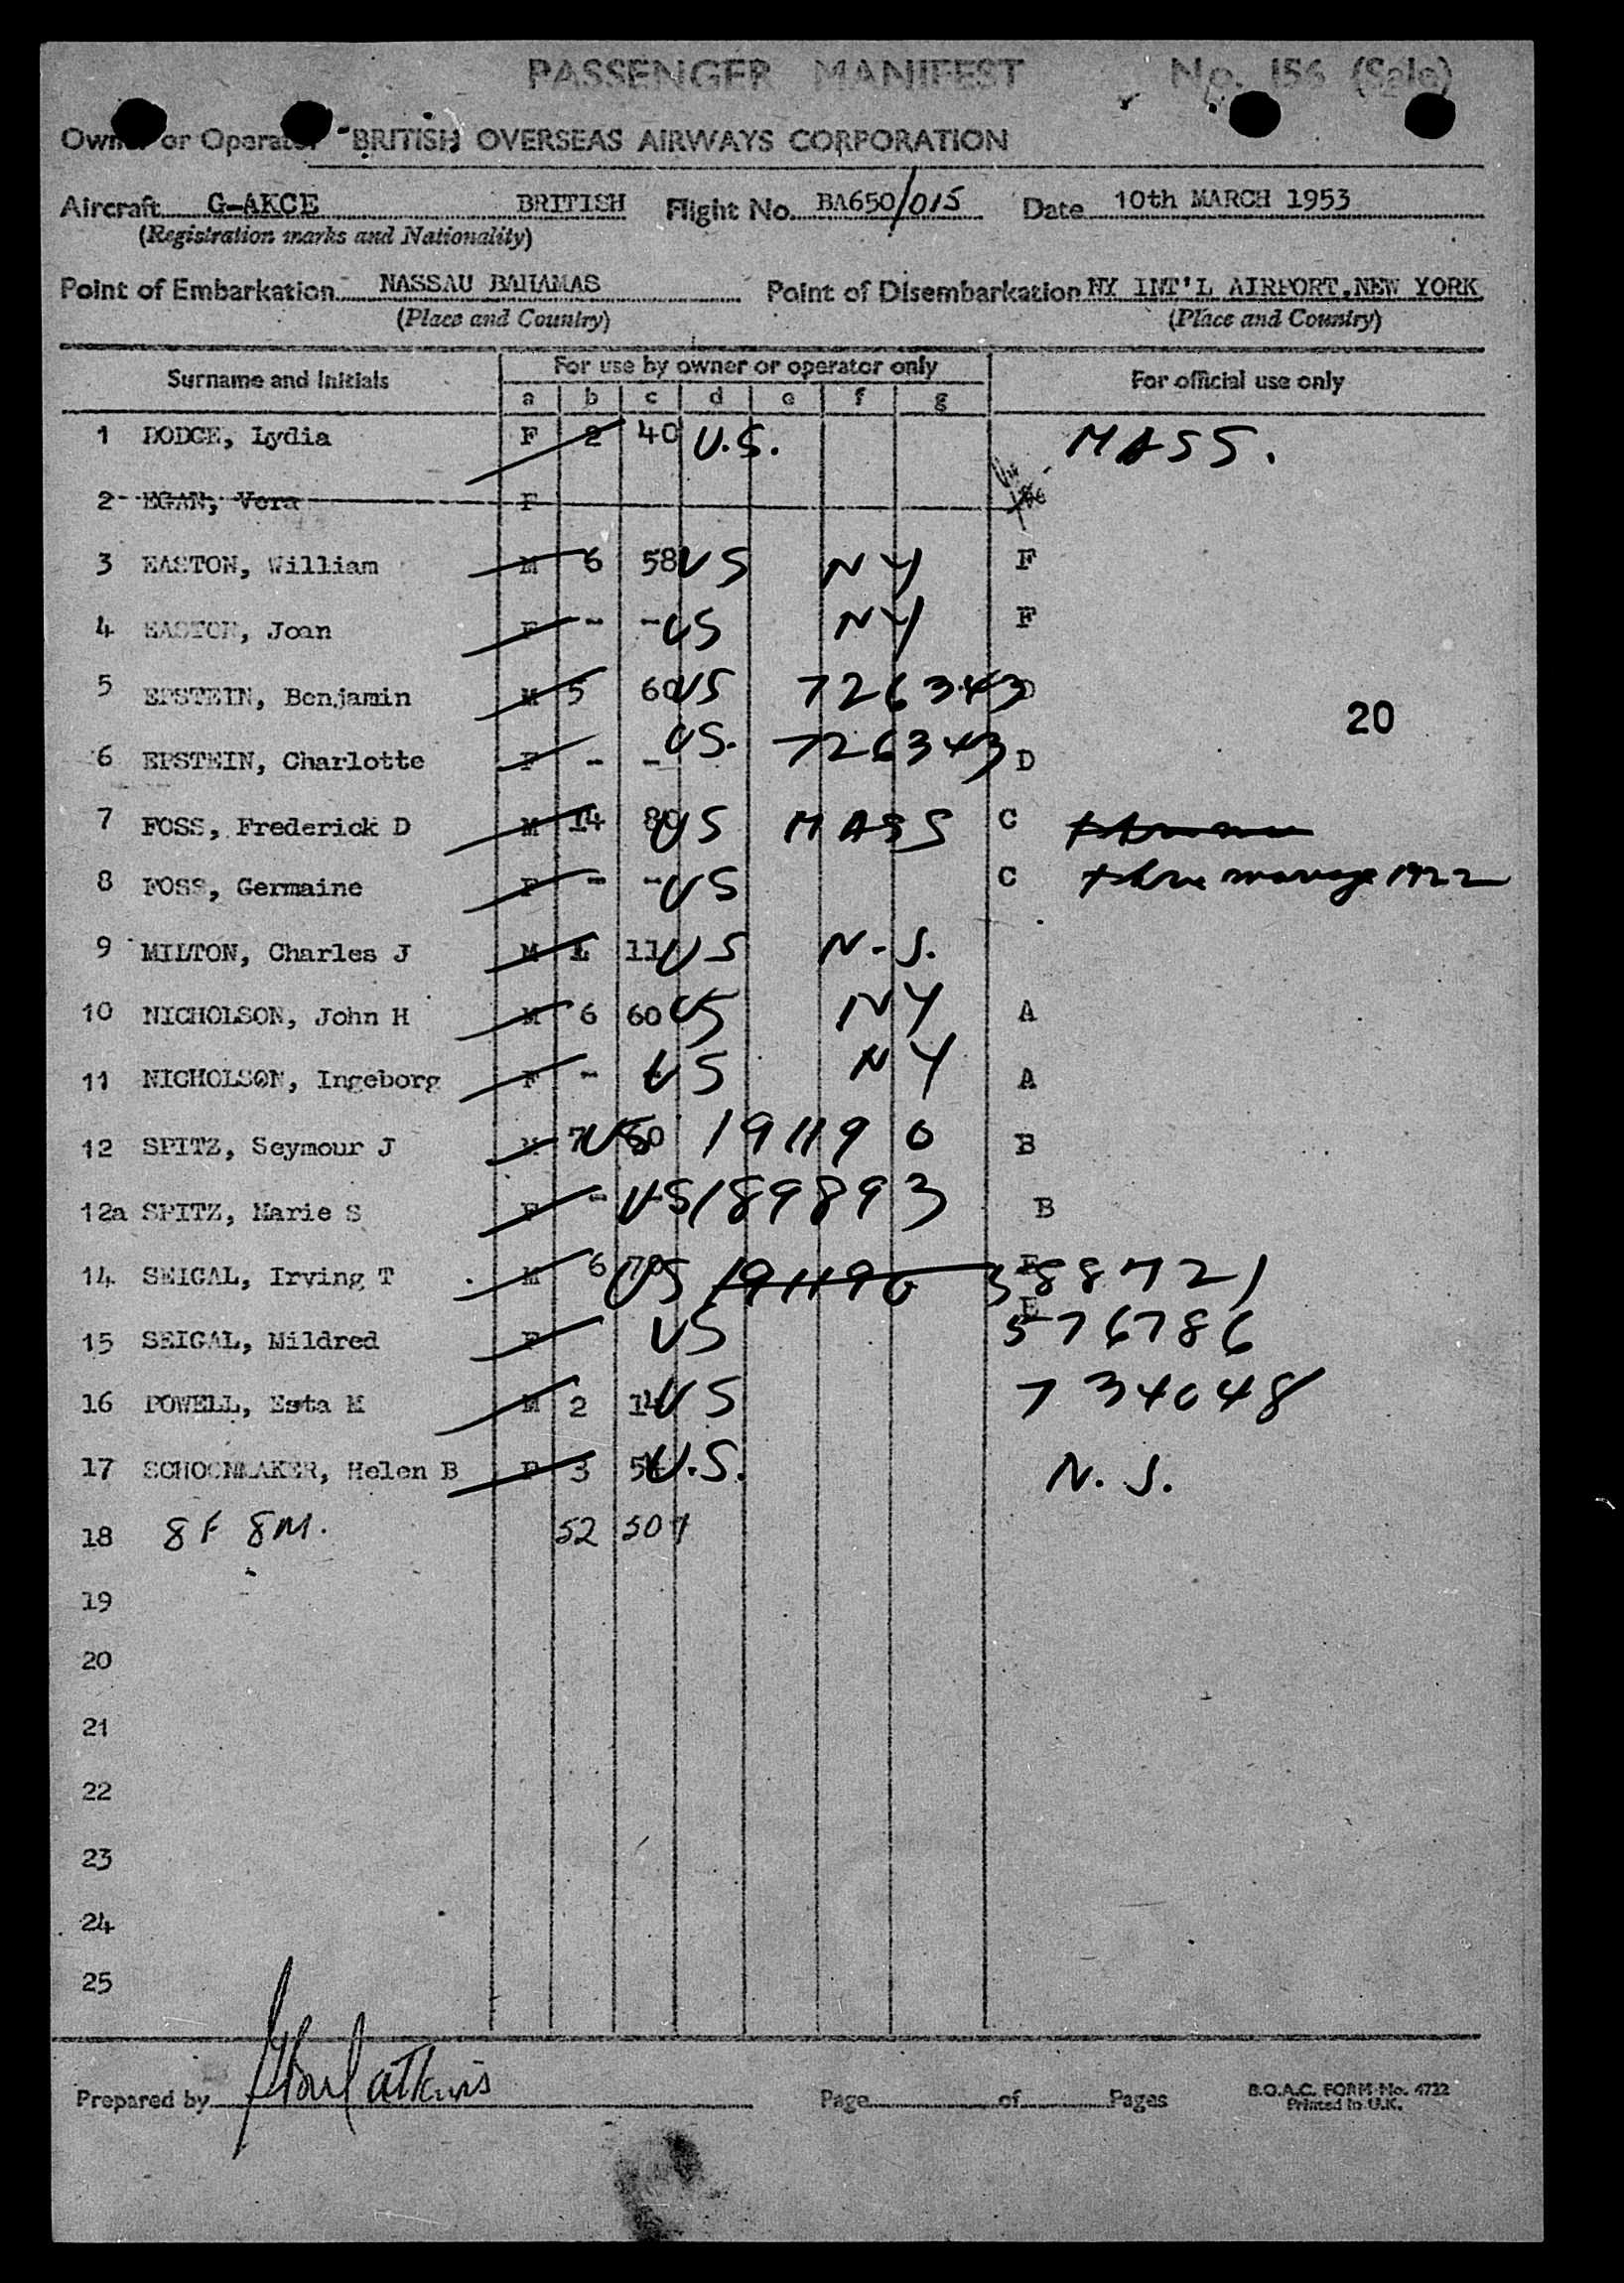 PASSENGER MANIFEST No. 156 (Sale)
Owner or Operator BRITISH OVERSEAS AIRWAYS CORPORATION
Aircraft G-AKCE BRITISH Flight No. BA650/015 Date 10th MARCH 1953
(Registration marks and Nationality)
Point of Embarkation NASSAU BAHAMAS Point of Disembarkation NY INT'L AIRPORT, NEW YORK
(Place and Country) (Place and Country)
Surname and Initials For use by owner or operator only For official use only
a b c d e f g
1 DODGE, Lydia F 2 40 U.S. MASS.
2 EGAN, Vera F
3 EASTON, William M 6 58 US NY F
4 EASTON, Joan F - - US NY F
5 EPSTEIN, Benjamin M 5 60 US 726343 D
20
6 EPSTEIN, Charlotte F - - US. 726343 D
7 FOSS, Frederick D M 14 80 US MASS C
8 FOSS, Germaine F - - US C marriage 1922
9 MILTON, Charles J M 1 11 US N.J.
10 NICHOLSON, John H M 6 60 US NY A
11 NICHOLSON, Ingeborg F - - US NY A
12 SPITZ, Seymour J M 7 US 191190 B
12a SPITZ, Marie S F - - US 189893 B
14 SEIGAL, Irving T M 6 70 US 191190 E 388721
15 SEIGAL, Mildred F US E 576786
16 POWELL, Esta M M 2 14 US 734048
17 SCHOONMAKER, Helen B F 3 54 U.S. N.J.
18 8F 8M. 52 507
19
20
21
22
23
24
25
Prepared by Page of Pages B.O.A.C. FORM No. 4722
Printed in U.K.